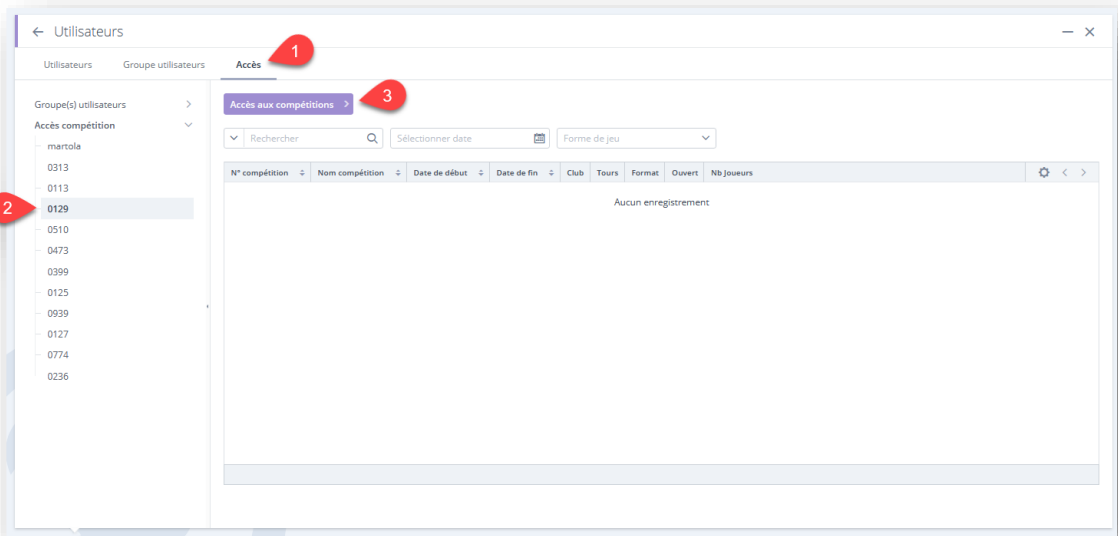 Utilisateurs
Utilisateurs Groupe utilisateurs Accès
1
Groupe(s) utilisateurs
Accès compétition
martola
0313
0113
0129
2
0510
0473
0399
0125
0939
0127
0774
0236
Accès aux compétitions
3
Rechercher Sélectionner date Forme de jeu
N° compétition Nom compétition Date de début Date de fin Club Tours Format Ouvert Nb Joueurs
Aucun enregistrement